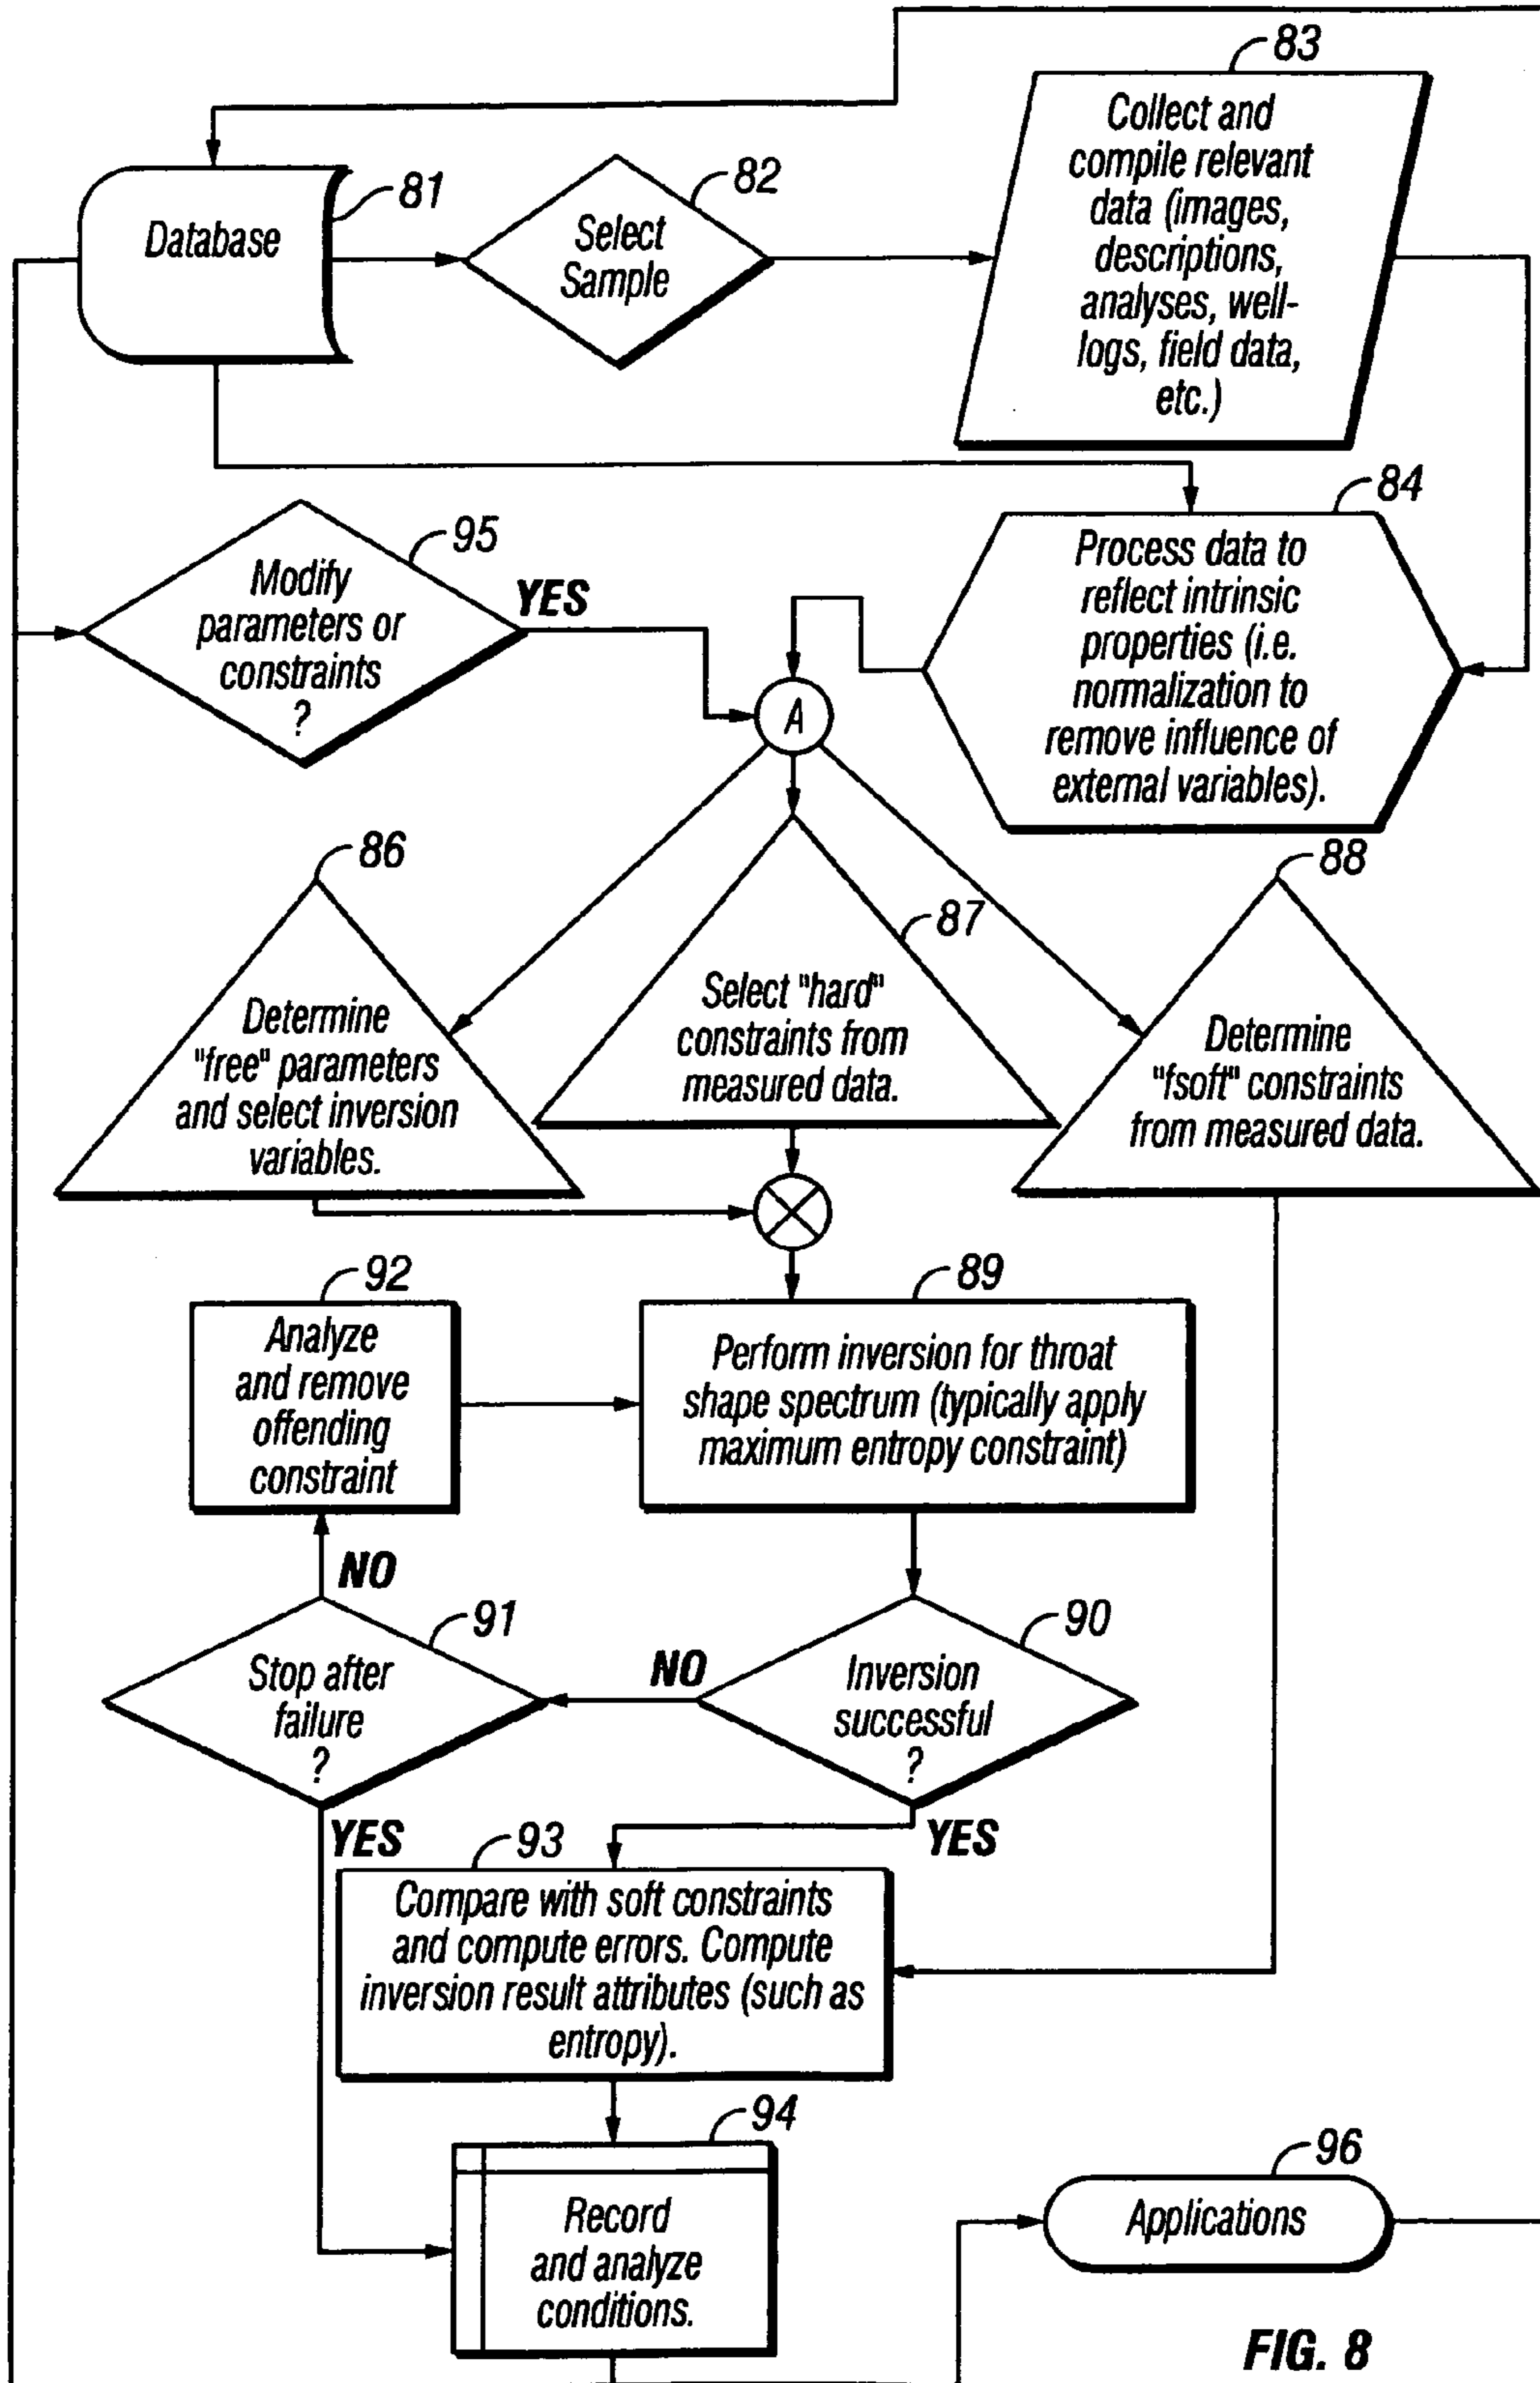 83
Collect and
compile relevant
data (images,
descriptions,
analyses, well-
logs, field data,
etc.)
81
Database
82
Select
Sample
84
Process data to
reflect intrinsic
properties (i.e.
normalization to
remove influence of
external variables).
95
Modify
parameters or
constraints
?
YES
A
86
Determine
"free" parameters
and select inversion
variables.
87
Select "hard"
constraints from
measured data.
88
Determine
"fsoft" constraints
from measured data.
92
Analyze
and remove
offending
constraint
89
Perform inversion for throat
shape spectrum (typically apply
maximum entropy constraint)
NO
91
Stop after
failure
?
NO
90
Inversion
successful
?
YES
YES
93
Compare with soft constraints
and compute errors. Compute
inversion result attributes (such as
entropy).
94
Record
and analyze
conditions.
96
Applications
FIG. 8